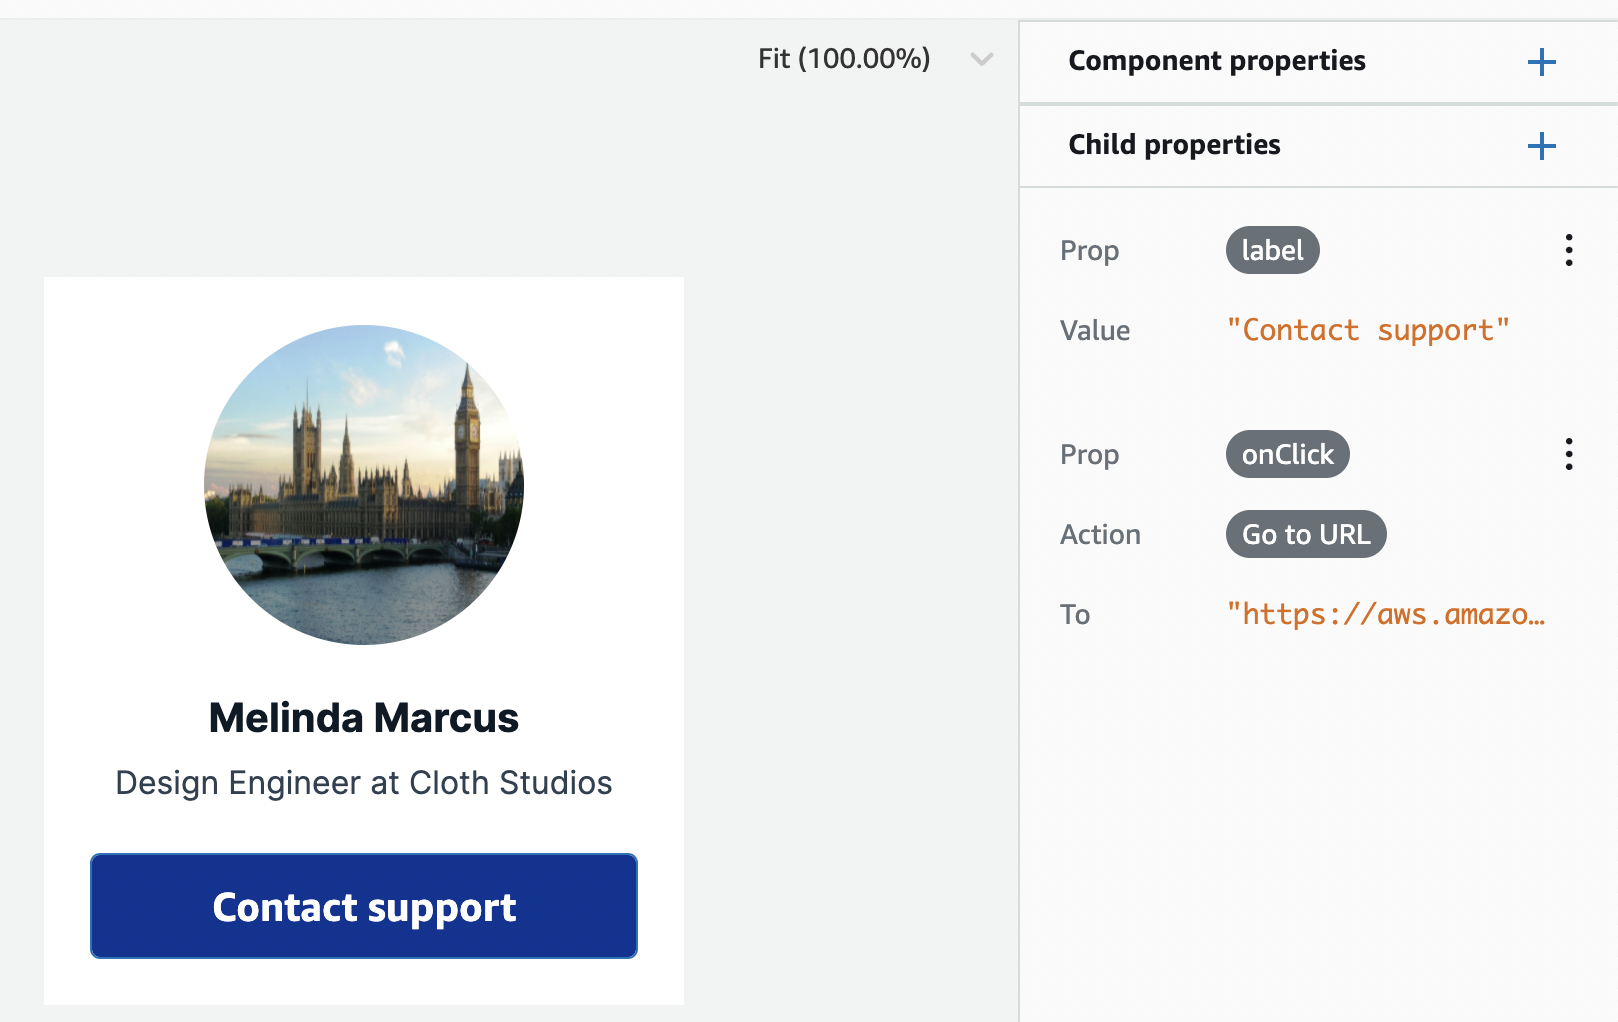 Fit (100.00%)
Component properties
Child properties
Prop label
Value "Contact support"
Prop onClick
Action Go to URL
To "https://aws.amazo…
Melinda Marcus
Design Engineer at Cloth Studios
Contact support